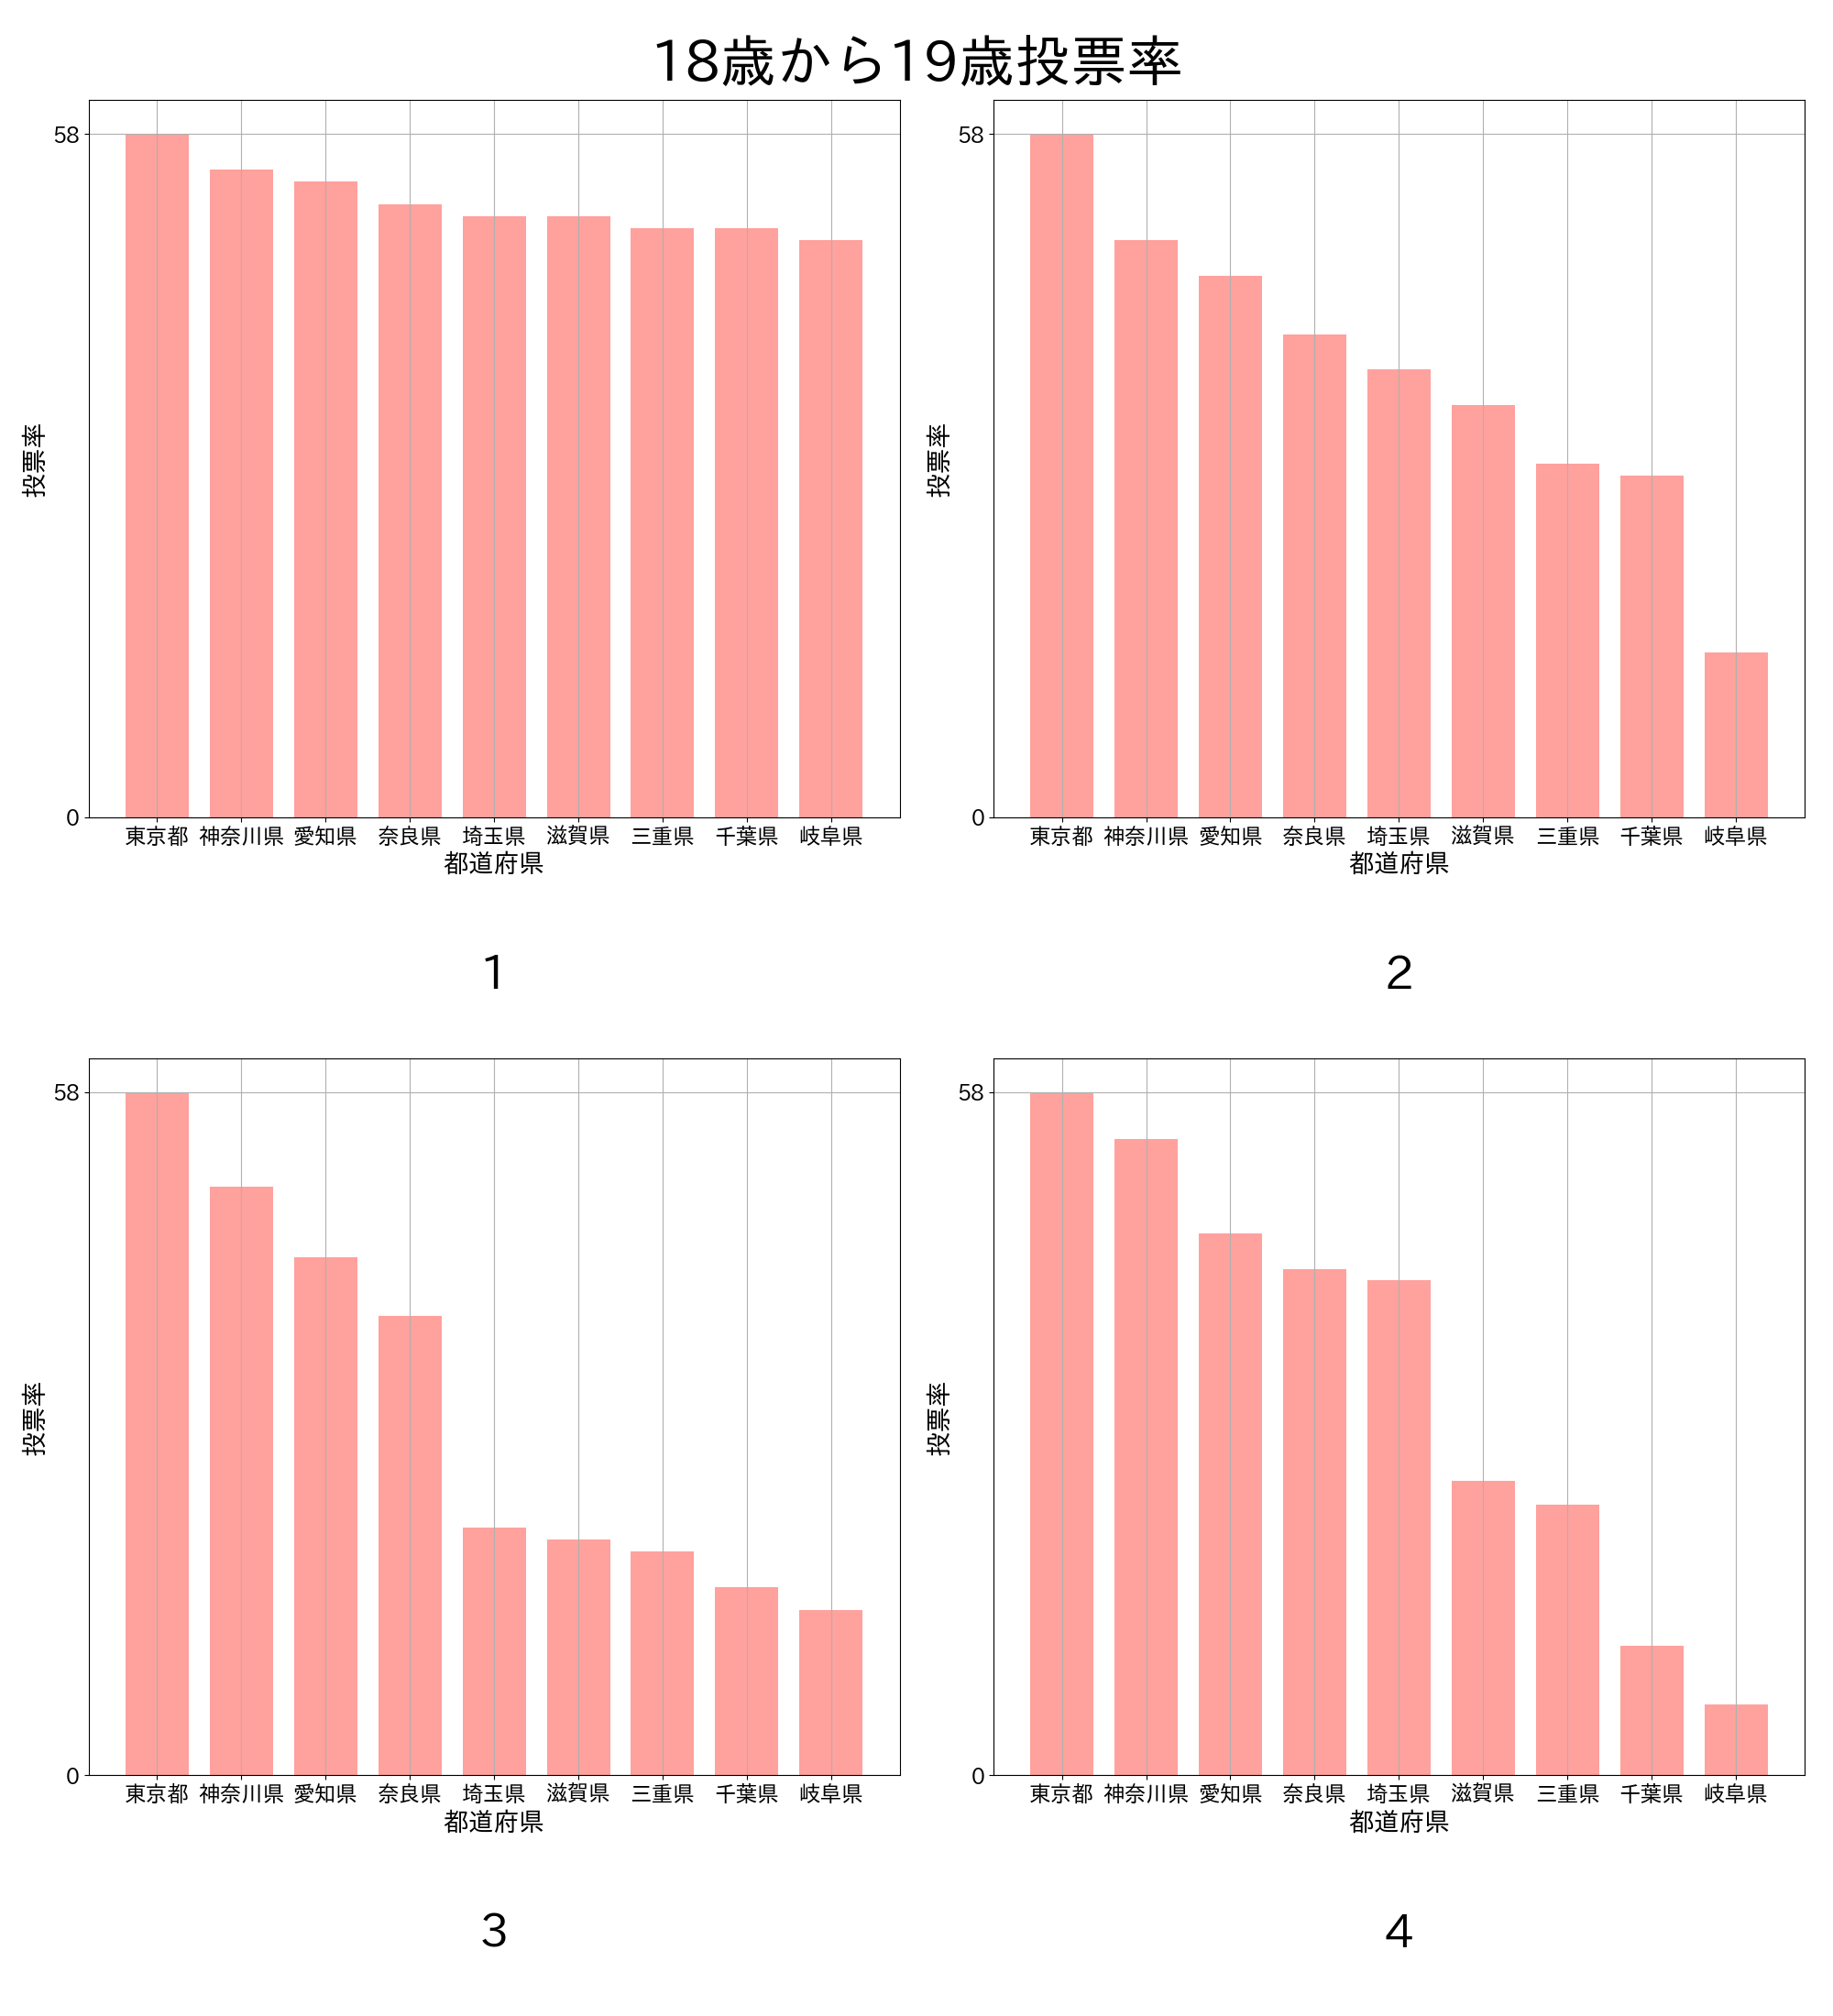 18歳から19歳投票率
58
0
投票率
東京都 神奈川県 愛知県 奈良県 埼玉県 滋賀県 三重県 千葉県 岐阜県
都道府県
1
58
0
投票率
東京都 神奈川県 愛知県 奈良県 埼玉県 滋賀県 三重県 千葉県 岐阜県
都道府県
2
58
0
投票率
東京都 神奈川県 愛知県 奈良県 埼玉県 滋賀県 三重県 千葉県 岐阜県
都道府県
3
58
0
投票率
東京都 神奈川県 愛知県 奈良県 埼玉県 滋賀県 三重県 千葉県 岐阜県
都道府県
4